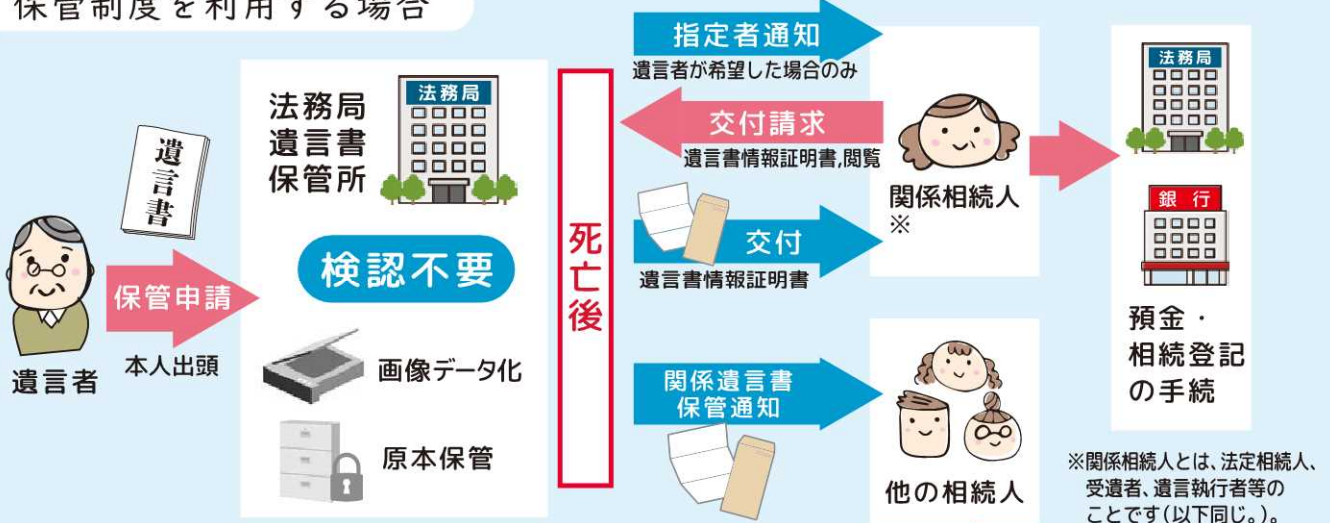 保管制度を利用する場合
遺言書
遺言者
保管申請
本人出頭
法務局
遺言書
保管所
法務局
検認不要
画像データ化
原本保管
死亡後
指定者通知
遺言者が希望した場合のみ
交付請求
遺言書情報証明書,閲覧
交付
遺言書情報証明書
関係遺言書
保管通知
関係相続人
※
他の相続人
法務局
銀行
預金・
相続登記
の手続
※関係相続人とは、法定相続人、
受遺者、遺言執行者等の
ことです(以下同じ。)。